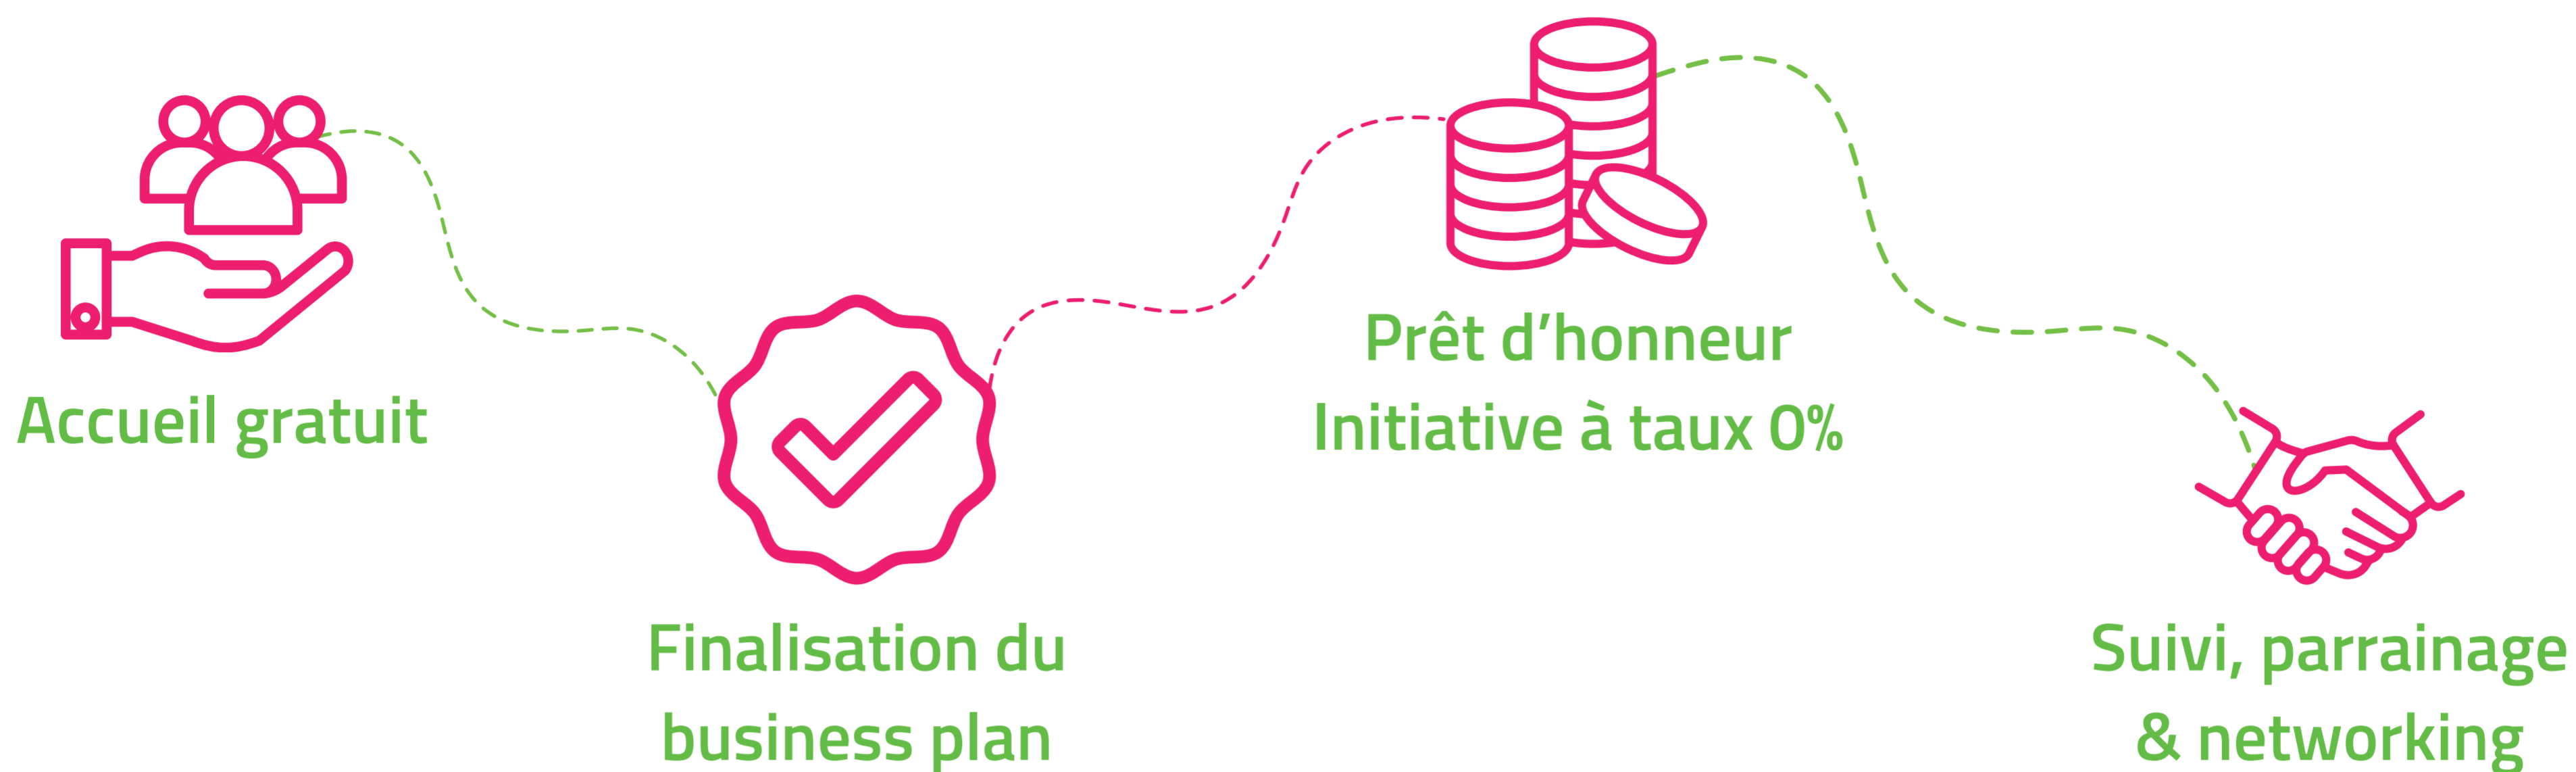 Accueil gratuit
Finalisation du
business plan
Prêt d’honneur
Initiative à taux 0%
Suivi, parrainage
& networking